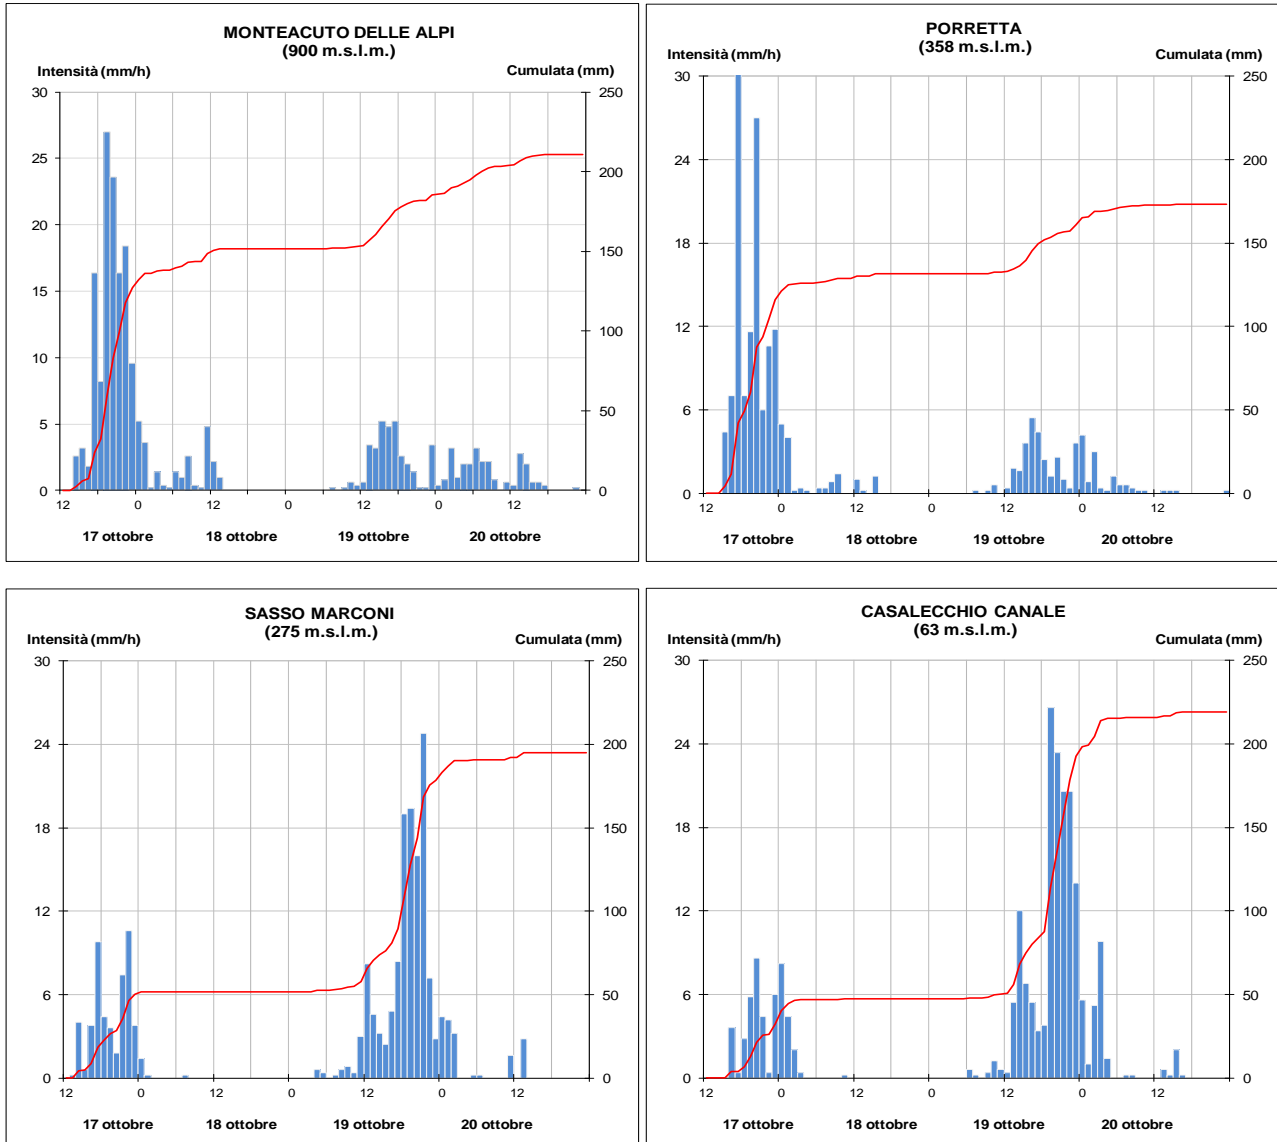 MONTEACUTO DELLE ALPI
(900 m.s.l.m.)
Intensità (mm/h)
Cumulata (mm)
30
25
20
15
10
5
0
250
200
150
100
50
0
12 0 12 0 12 0 12
17 ottobre 18 ottobre 19 ottobre 20 ottobre
PORRETTA
(358 m.s.l.m.)
Intensità (mm/h)
Cumulata (mm)
30
24
18
12
6
0
250
200
150
100
50
0
12 0 12 0 12 0 12
17 ottobre 18 ottobre 19 ottobre 20 ottobre
SASSO MARCONI
(275 m.s.l.m.)
Intensità (mm/h)
Cumulata (mm)
30
24
18
12
6
0
250
200
150
100
50
0
12 0 12 0 12 0 12
17 ottobre 18 ottobre 19 ottobre 20 ottobre
CASALECCHIO CANALE
(63 m.s.l.m.)
Intensità (mm/h)
Cumulata (mm)
30
24
18
12
6
0
250
200
150
100
50
0
12 0 12 0 12 0 12
17 ottobre 18 ottobre 19 ottobre 20 ottobre